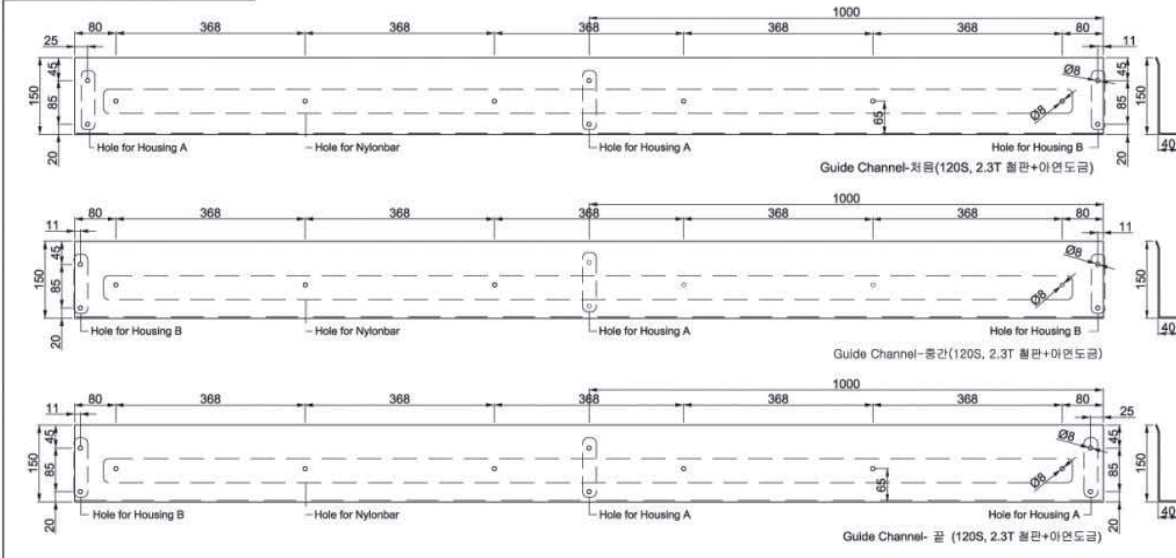 1000
80 368 368 368 368 80
25 11
150 45 85 20 65 Ø8 Ø8 45 85 20 150 40
Hole for Housing A Hole for Nylonbar Hole for Housing A Hole for Housing B
Guide Channel-처음(120S, 2.3T 철판+아연도금)
1000
80 368 368 368 368 80
11 11
150 45 85 20 Ø8 Ø8 45 85 20 150 40
Hole for Housing B Hole for Nylonbar Hole for Housing A Hole for Housing B
Guide Channel-중간(120S, 2.3T 철판+아연도금)
1000
80 368 368 368 368 80
11 25
150 45 85 20 65 Ø8 Ø8 45 85 20 150 40
Hole for Housing B Hole for Nylonbar Hole for Housing A Hole for Housing A
Guide Channel- 끝 (120S, 2.3T 철판+아연도금)